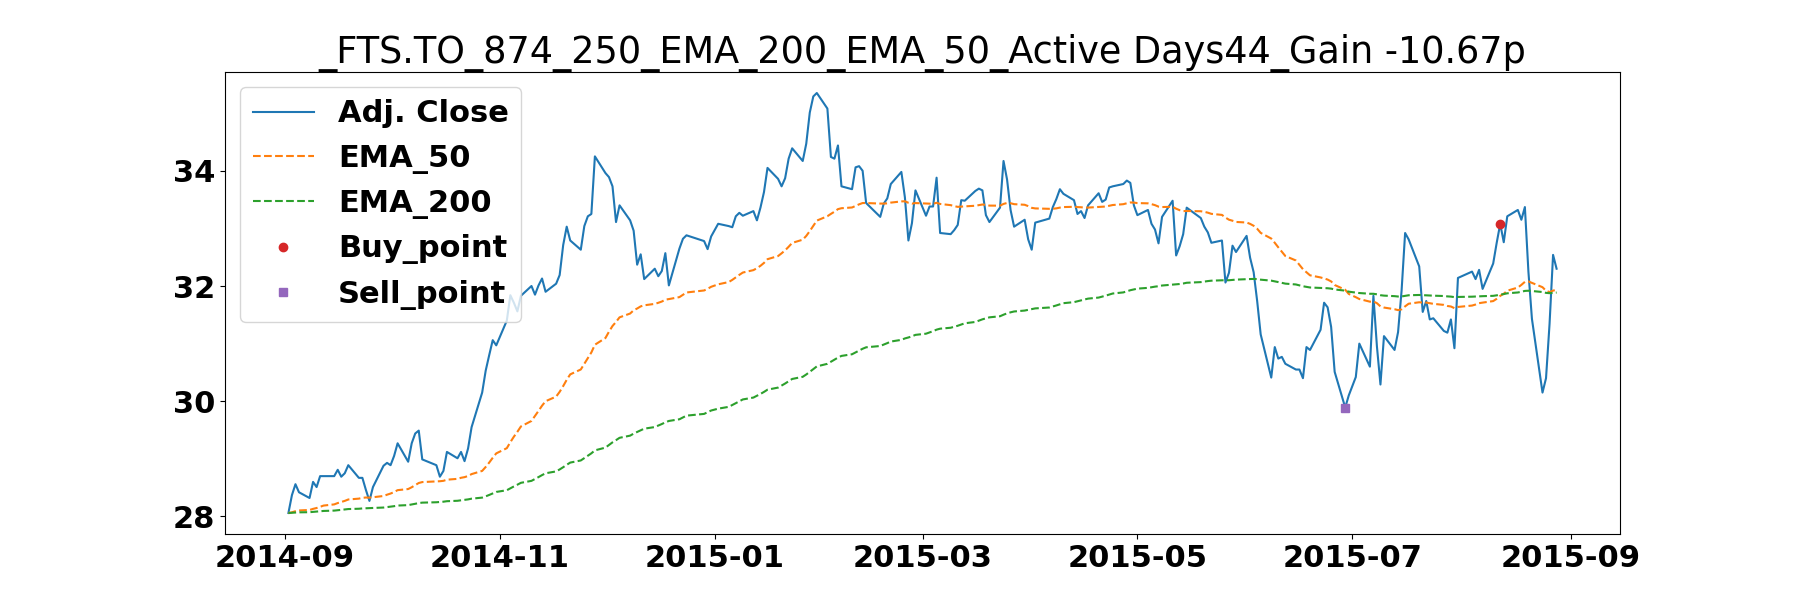 _FTS.TO_874_250_EMA_200_EMA_50_Active Days44_Gain -10.67p
Adj. Close
EMA_50
EMA_200
Buy_point
Sell_point
34
32
30
28
2014-09 2014-11 2015-01 2015-03 2015-05 2015-07 2015-09